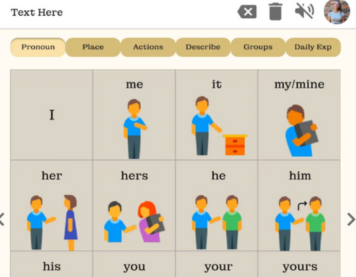 Text Here
Pronoun Place Actions Describe Groups Daily Exp
I me it my/mine
her hers he him
his you your yours